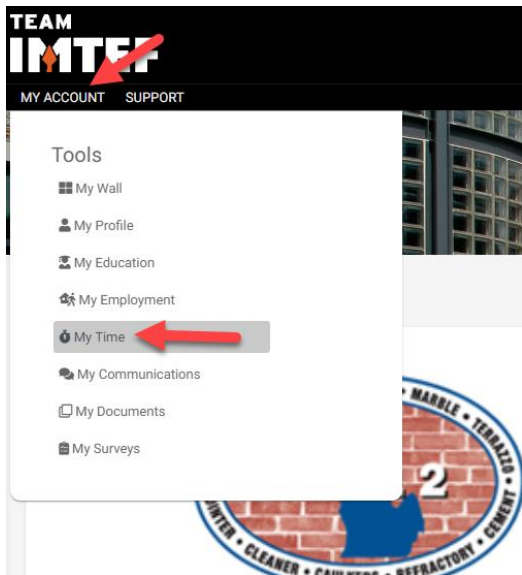 TEAM
IMTEF
MY ACCOUNT SUPPORT
Tools
My Wall
My Profile
My Education
My Employment
My Time
My Communications
My Documents
My Surveys
MARBLE • TERRAZZO
2
CLEANER • CAULKERS • REFRACTORY • CEMENT